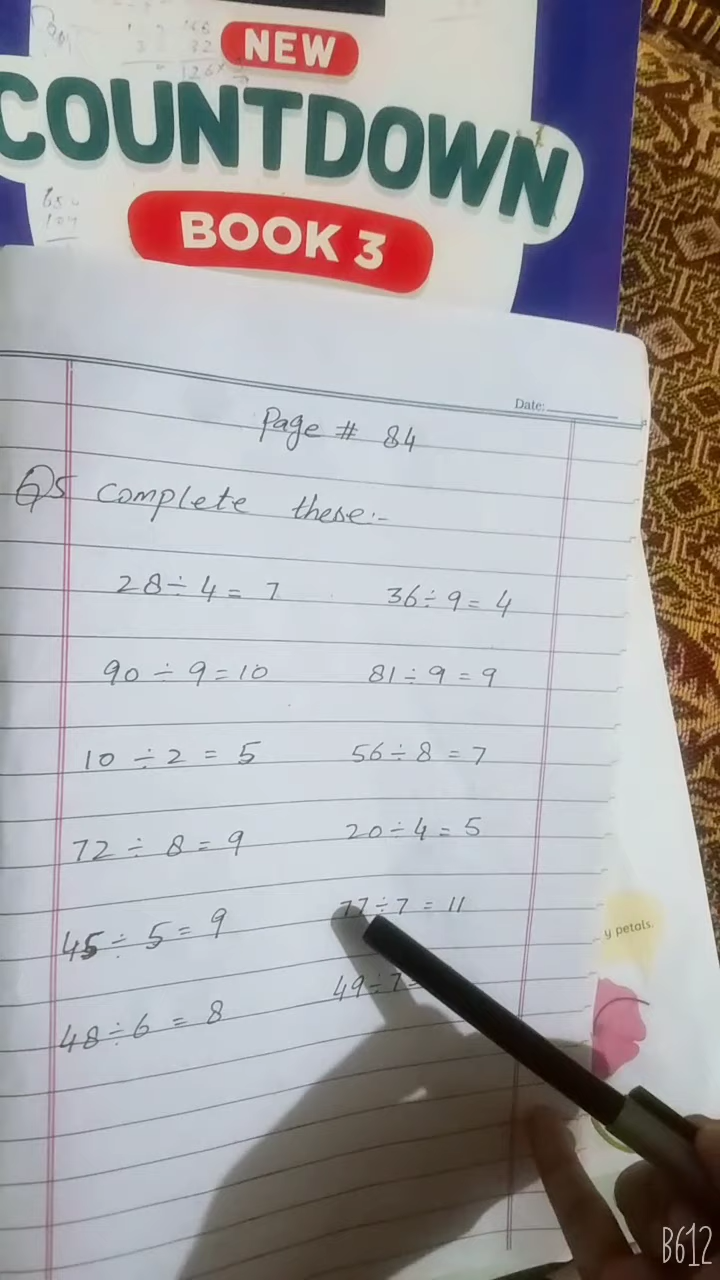 NEW
COUNTDOWN
BOOK 3
Date:
Page # 84
Q5 Complete these:-
28 ÷ 4 = 7 36 ÷ 9 = 4
90 ÷ 9 = 10 81 ÷ 9 = 9
10 ÷ 2 = 5 56 ÷ 8 = 7
72 ÷ 8 = 9 20 ÷ 4 = 5
45 ÷ 5 = 9 77 ÷ 7 = 11
48 ÷ 6 = 8 49 ÷ 7 =
y petals.
B612